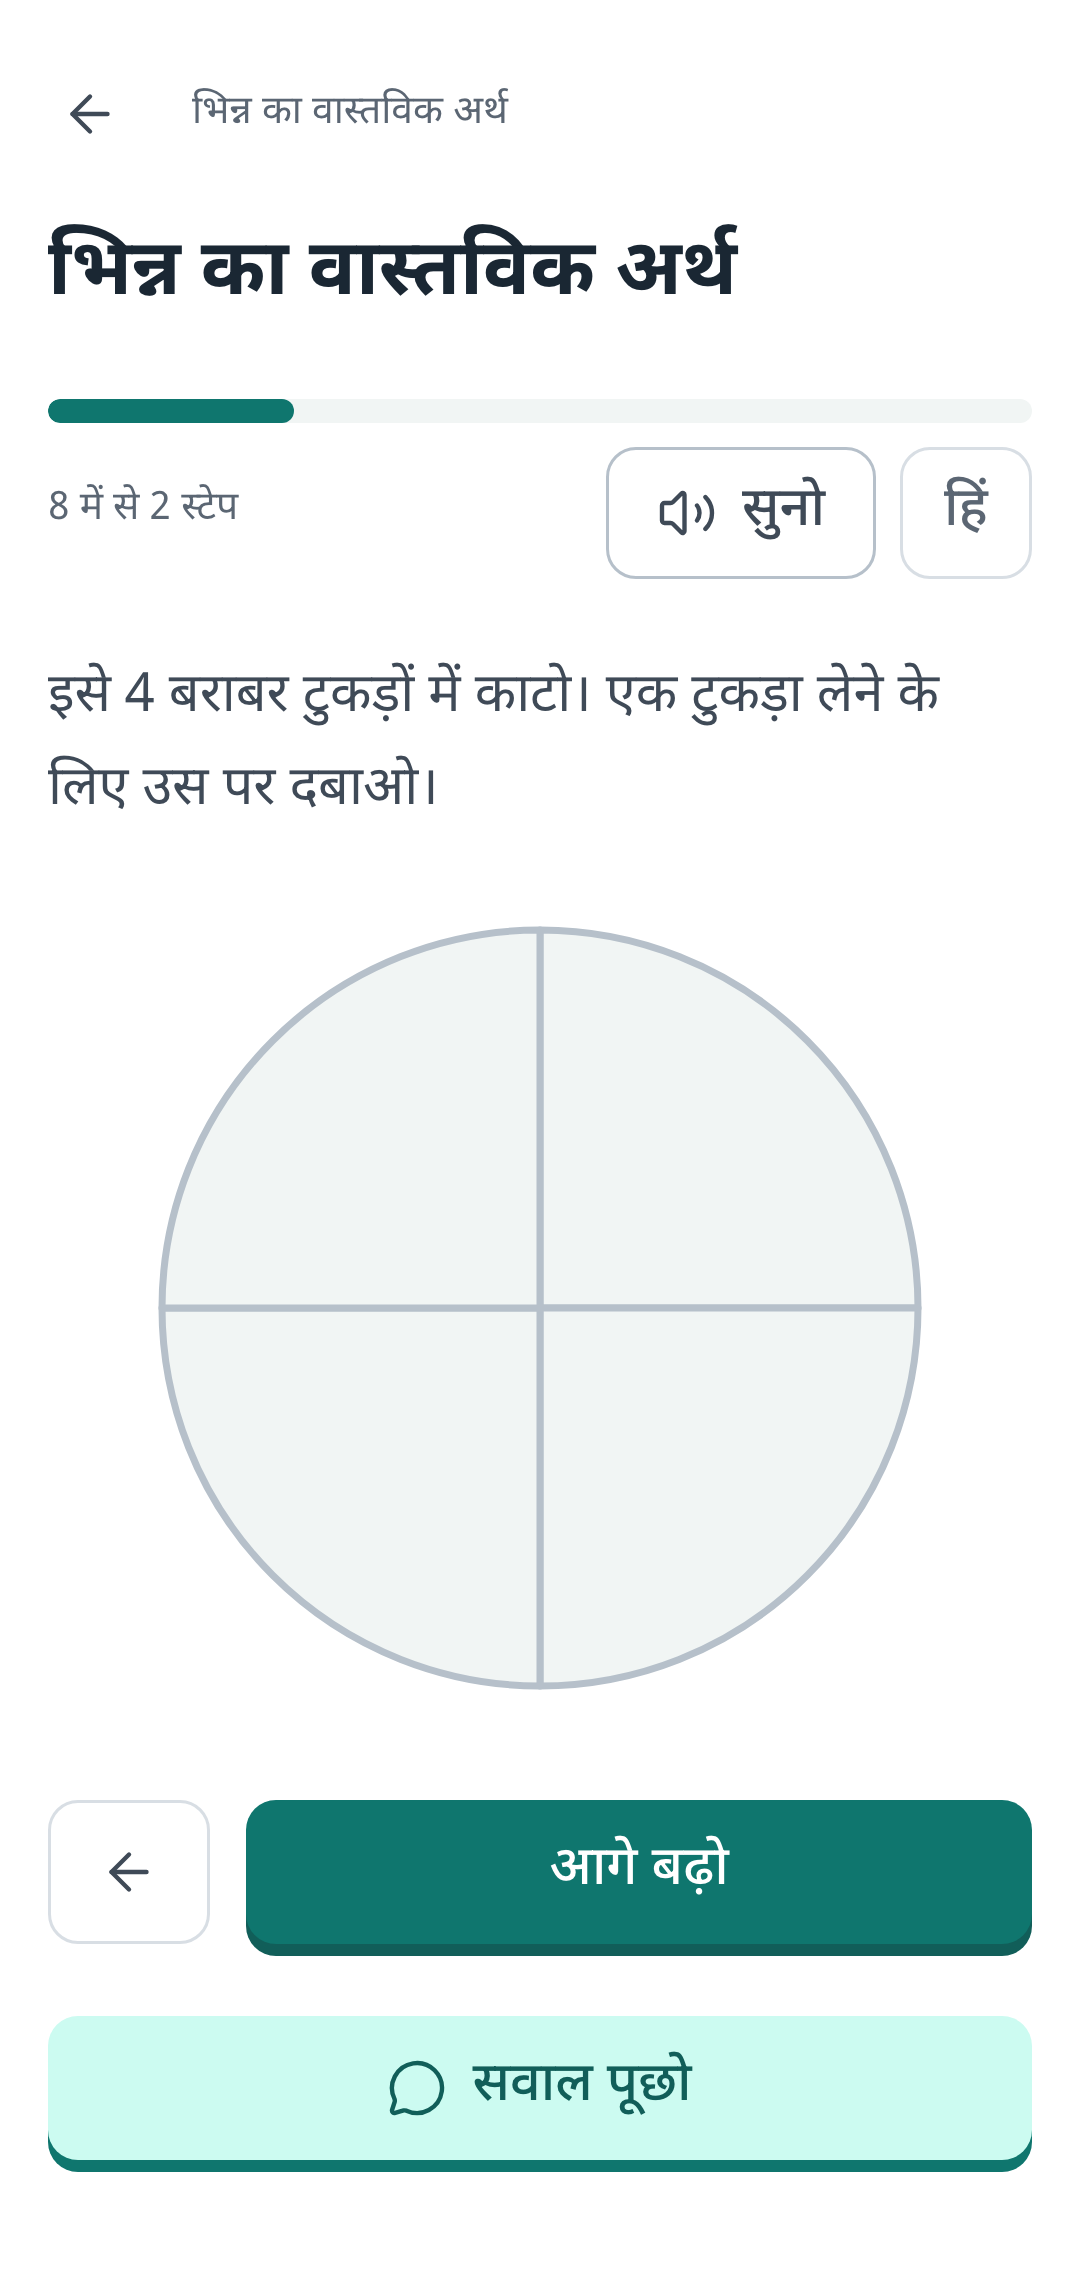 भिन्न का वास्तविक अर्थ
भिन्न का वास्तविक अर्थ
8 में से 2 स्टेप
सुनो
हिं
इसे 4 बराबर टुकड़ों में काटो। एक टुकड़ा लेने के
लिए उस पर दबाओ।
आगे बढ़ो
सवाल पूछो